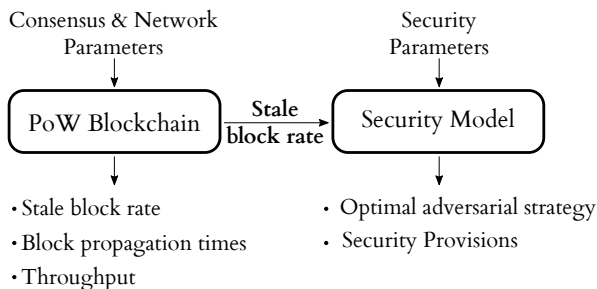 Consensus & Network
Parameters
Security
Parameters
PoW Blockchain
Stale
block rate
Security Model
• Stale block rate
• Block propagation times
• Throughput
• Optimal adversarial strategy
• Security Provisions